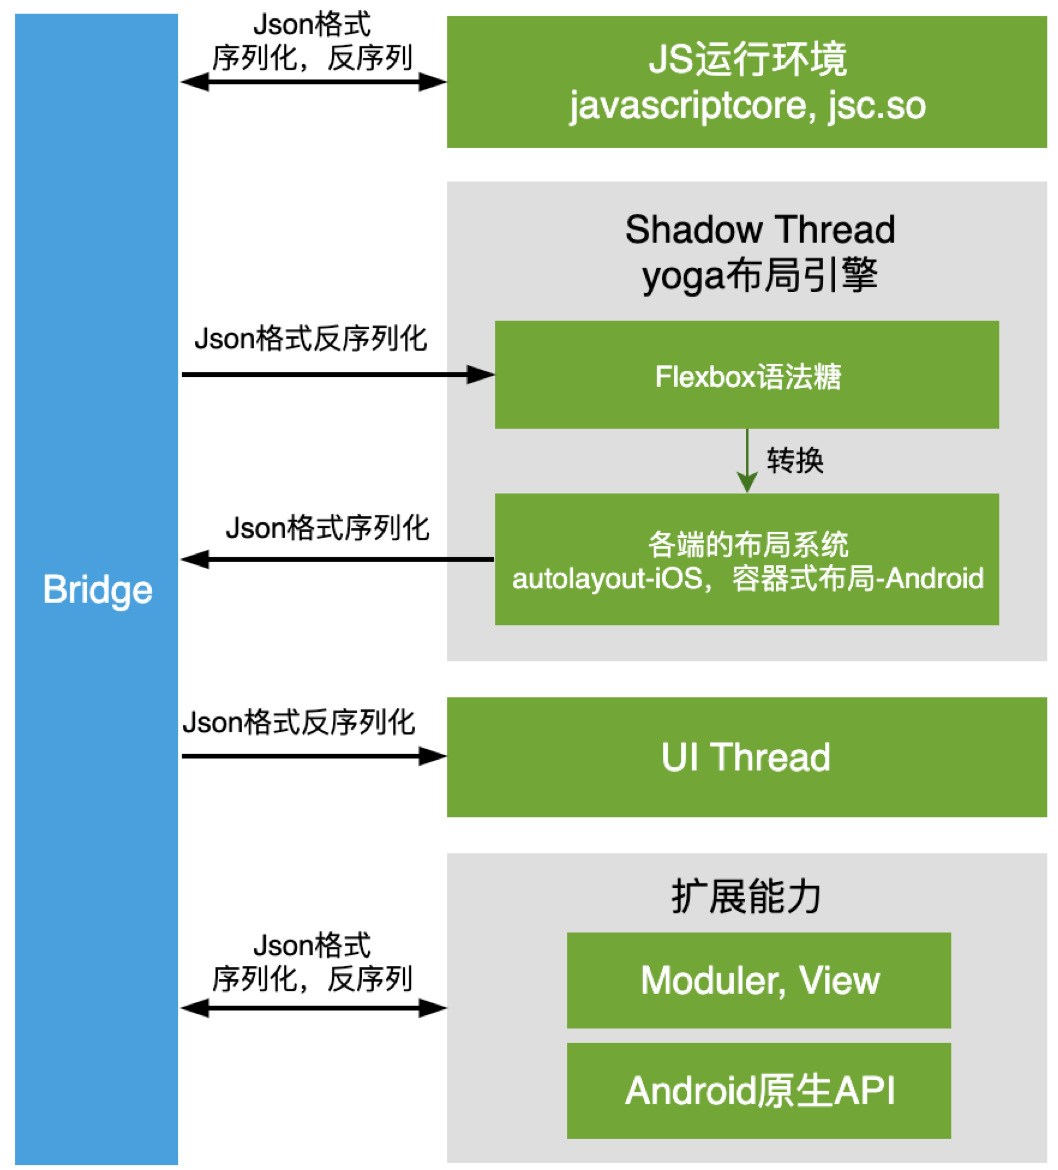 Json格式
序列化，反序列
JS运行环境
javascriptcore, jsc.so
Shadow Thread
yoga布局引擎
Json格式反序列化
Flexbox语法糖
转换
Json格式序列化
各端的布局系统
autolayout-iOS，容器式布局-Android
Bridge
Json格式反序列化
UI Thread
扩展能力
Json格式
序列化，反序列
Moduler, View
Android原生API